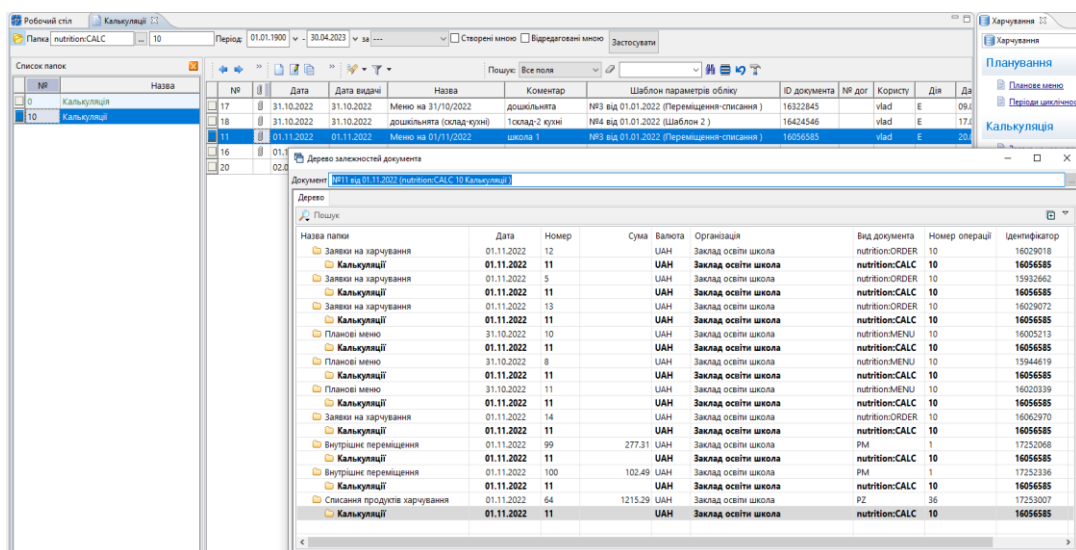 Робочий стіл Калькуляції
Папка nutrition:CALC ... 10 Період: 01.01.1900 - 30.04.2023 за --- Створені мною Відредаговані мною Застосувати
Список папок
№ Назва
0 Калькуляція
10 Калькуляції
Пошук: Все поля
№ Дата Дата видачі Назва Коментар Шаблон параметрів обліку ID документа № дог Користу Дія Да
17 31.10.2022 31.10.2022 Меню на 31/10/2022 дошкільнята №3 від 01.01.2022 (Переміщення-списання ) 16322845 vlad E 09.0
18 31.10.2022 31.10.2022 дошкільнята (склад-кухні) 1склад-2 кухні №4 від 01.01.2022 (Шаблон 2 ) 16424546 vlad E 17.0
11 01.11.2022 01.11.2022 Меню на 01/11/2022 школа 1 №3 від 01.01.2022 (Переміщення-списання ) 16056585 vlad E 20.0
16 01.1
20 02.0
Харчування
Харчування
Планування
Планове меню
Періоди циклічнос
Калькуляція
Дерево залежностей документа
Документ №11 від 01.11.2022 (nutrition:CALC 10 Калькуляції )
Дерево
Пошук
Назва папки Дата Номер Сума Валюта Організація Вид документа Номер операції Ідентифікатор
Заявки на харчування 01.11.2022 12 UAH Заклад освіти школа nutrition:ORDER 10 16029018
Калькуляції 01.11.2022 11 UAH Заклад освіти школа nutrition:CALC 10 16056585
Заявки на харчування 01.11.2022 5 UAH Заклад освіти школа nutrition:ORDER 10 15932662
Калькуляції 01.11.2022 11 UAH Заклад освіти школа nutrition:CALC 10 16056585
Заявки на харчування 01.11.2022 13 UAH Заклад освіти школа nutrition:ORDER 10 16029072
Калькуляції 01.11.2022 11 UAH Заклад освіти школа nutrition:CALC 10 16056585
Планові меню 31.10.2022 10 UAH Заклад освіти школа nutrition:MENU 10 16005213
Калькуляції 01.11.2022 11 UAH Заклад освіти школа nutrition:CALC 10 16056585
Планові меню 31.10.2022 8 UAH Заклад освіти школа nutrition:MENU 10 15944619
Калькуляції 01.11.2022 11 UAH Заклад освіти школа nutrition:CALC 10 16056585
Планові меню 31.10.2022 11 UAH Заклад освіти школа nutrition:MENU 10 16020339
Калькуляції 01.11.2022 11 UAH Заклад освіти школа nutrition:CALC 10 16056585
Заявки на харчування 01.11.2022 14 UAH Заклад освіти школа nutrition:ORDER 10 16062970
Калькуляції 01.11.2022 11 UAH Заклад освіти школа nutrition:CALC 10 16056585
Внутрішнє переміщення 01.11.2022 99 277.31 UAH Заклад освіти школа PM 1 17252068
Калькуляції 01.11.2022 11 UAH Заклад освіти школа nutrition:CALC 10 16056585
Внутрішнє переміщення 01.11.2022 100 102.49 UAH Заклад освіти школа PM 1 17252336
Калькуляції 01.11.2022 11 UAH Заклад освіти школа nutrition:CALC 10 16056585
Списання продуктів харчування 01.11.2022 64 1215.29 UAH Заклад освіти школа PZ 36 17253007
Калькуляції 01.11.2022 11 UAH Заклад освіти школа nutrition:CALC 10 16056585